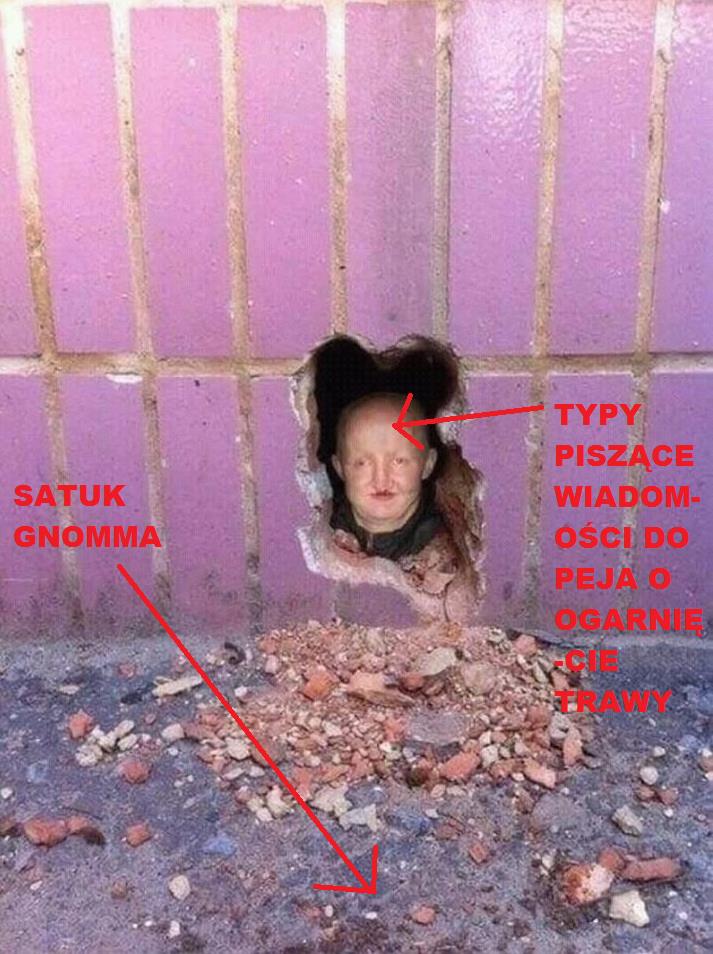 SATUK
GNOMMA
TYPY
PISZĄCE
WIADOM-
OŚCI DO
PEJA O
OGARNIĘ
-CIE
TRAWY